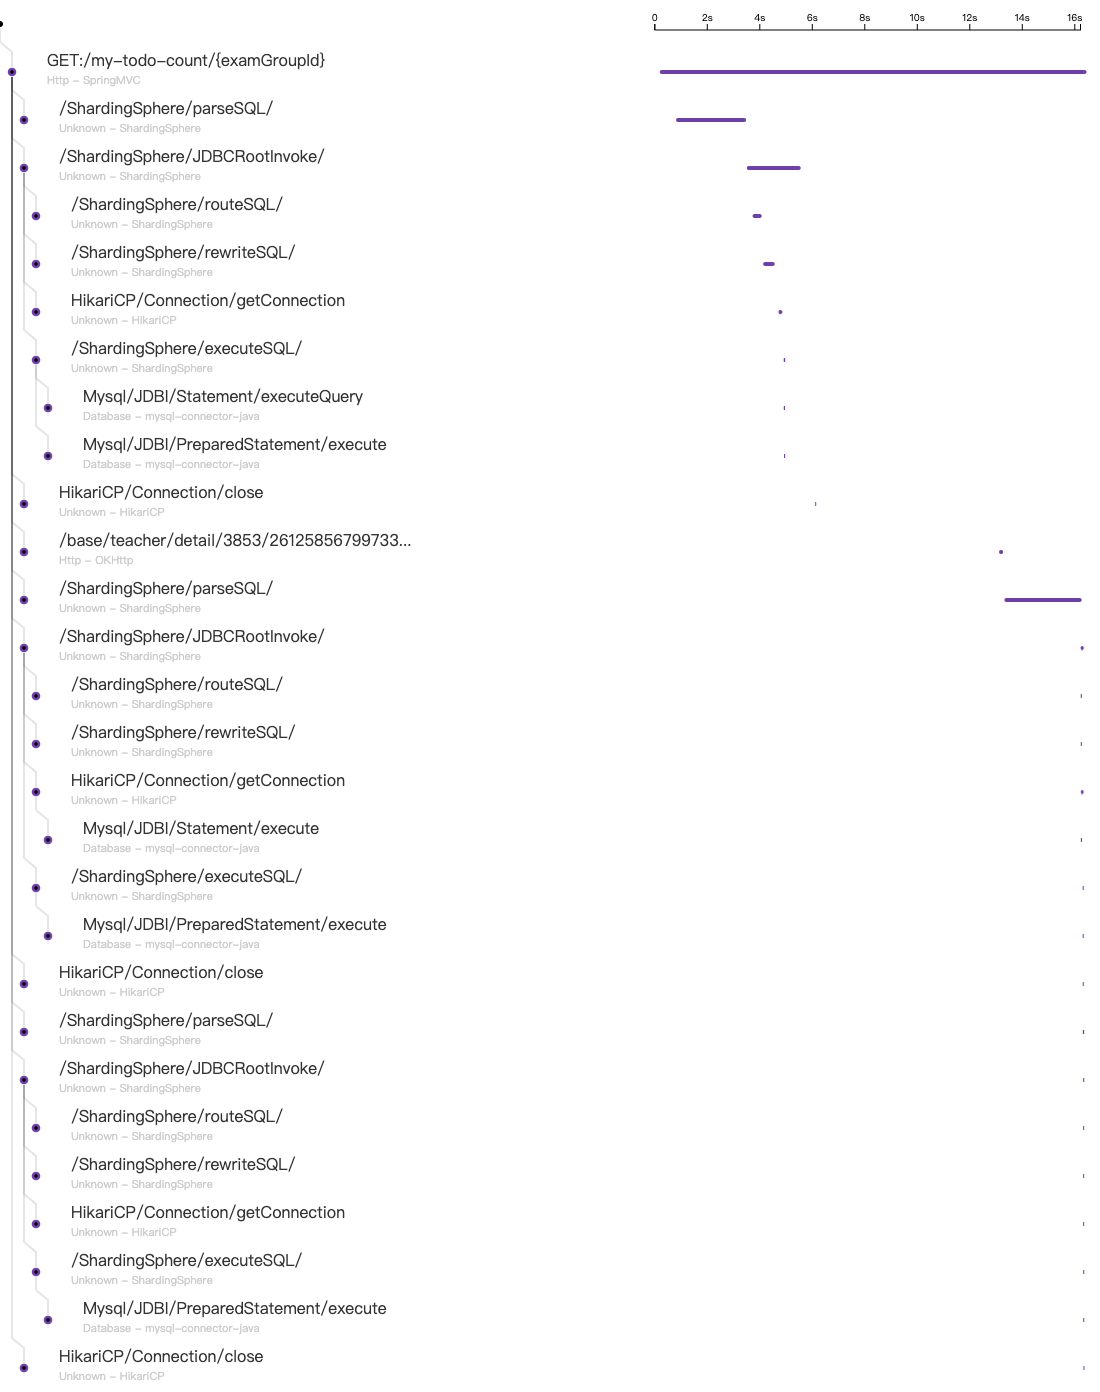 0 2s 4s 6s 8s 10s 12s 14s 16s
GET:/my-todo-count/{examGroupId}
Http - SpringMVC
/ShardingSphere/parseSQL/
Unknown - ShardingSphere
/ShardingSphere/JDBCRootInvoke/
Unknown - ShardingSphere
/ShardingSphere/routeSQL/
Unknown - ShardingSphere
/ShardingSphere/rewriteSQL/
Unknown - ShardingSphere
HikariCP/Connection/getConnection
Unknown - HikariCP
/ShardingSphere/executeSQL/
Unknown - ShardingSphere
Mysql/JDBI/Statement/executeQuery
Database - mysql-connector-java
Mysql/JDBI/PreparedStatement/execute
Database - mysql-connector-java
HikariCP/Connection/close
Unknown - HikariCP
/base/teacher/detail/3853/26125856799733...
Http - OKHttp
/ShardingSphere/parseSQL/
Unknown - ShardingSphere
/ShardingSphere/JDBCRootInvoke/
Unknown - ShardingSphere
/ShardingSphere/routeSQL/
Unknown - ShardingSphere
/ShardingSphere/rewriteSQL/
Unknown - ShardingSphere
HikariCP/Connection/getConnection
Unknown - HikariCP
Mysql/JDBI/Statement/execute
Database - mysql-connector-java
/ShardingSphere/executeSQL/
Unknown - ShardingSphere
Mysql/JDBI/PreparedStatement/execute
Database - mysql-connector-java
HikariCP/Connection/close
Unknown - HikariCP
/ShardingSphere/parseSQL/
Unknown - ShardingSphere
/ShardingSphere/JDBCRootInvoke/
Unknown - ShardingSphere
/ShardingSphere/routeSQL/
Unknown - ShardingSphere
/ShardingSphere/rewriteSQL/
Unknown - ShardingSphere
HikariCP/Connection/getConnection
Unknown - HikariCP
/ShardingSphere/executeSQL/
Unknown - ShardingSphere
Mysql/JDBI/PreparedStatement/execute
Database - mysql-connector-java
HikariCP/Connection/close
Unknown - HikariCP